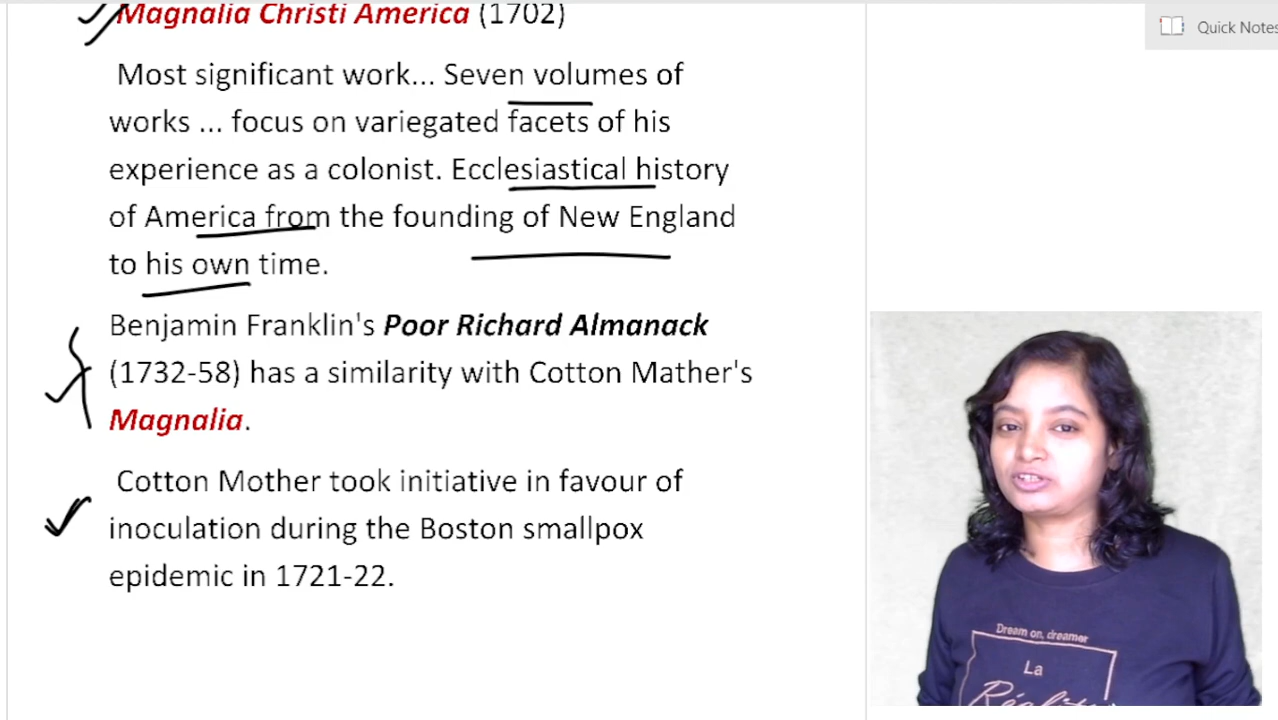 Magnalia Christi America (1702)
Quick Notes
Most significant work... Seven volumes of
works ... focus on variegated facets of his
experience as a colonist. Ecclesiastical history
of America from the founding of New England
to his own time.
Benjamin Franklin's Poor Richard Almanack
(1732-58) has a similarity with Cotton Mather's
Magnalia.
Cotton Mother took initiative in favour of
inoculation during the Boston smallpox
epidemic in 1721-22.
Dream on, dreamer
La